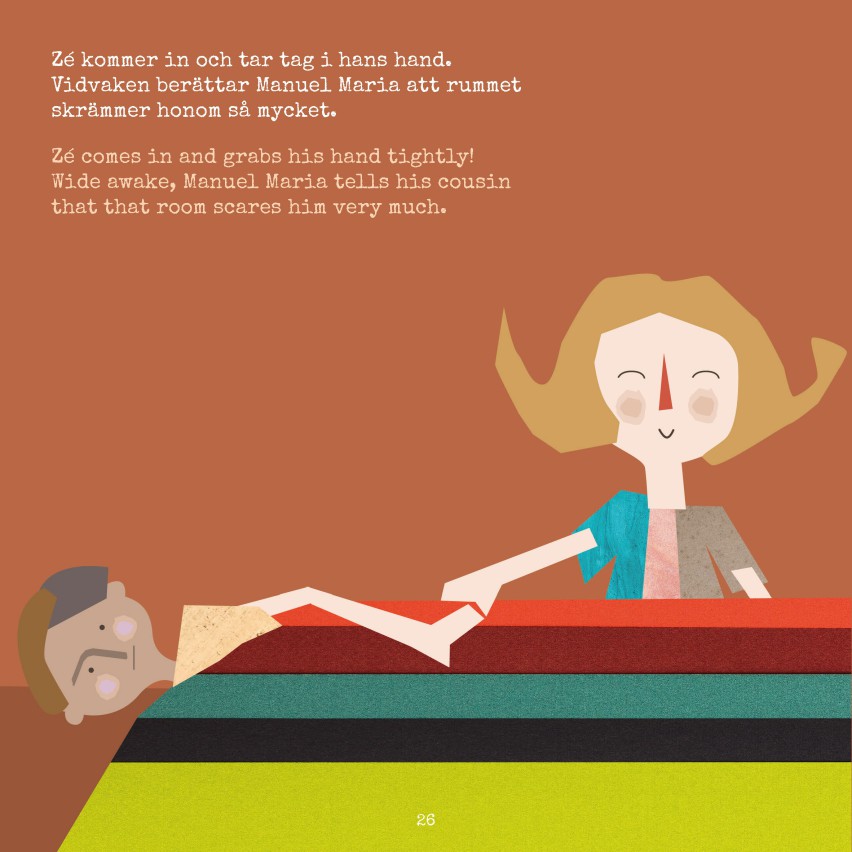 Zé kommer in och tar tag i hans hand.
Vidvaken berättar Manuel Maria att rummet
skrämmer honom så mycket.
Zé comes in and grabs his hand tightly!
Wide awake, Manuel Maria tells his cousin
that that room scares him very much.
26